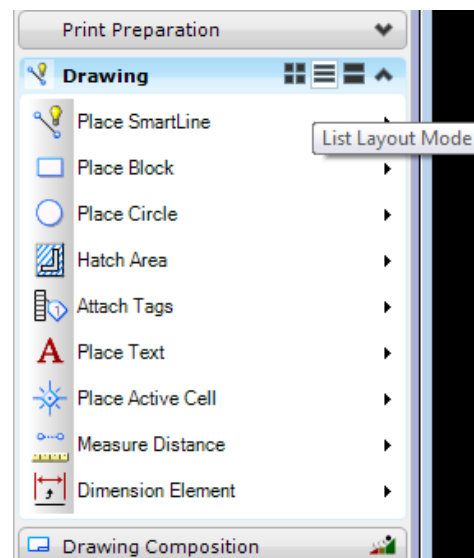 Print Preparation
Drawing
Place SmartLine
List Layout Mode
Place Block
Place Circle
Hatch Area
Attach Tags
A Place Text
Place Active Cell
Measure Distance
Dimension Element
Drawing Composition